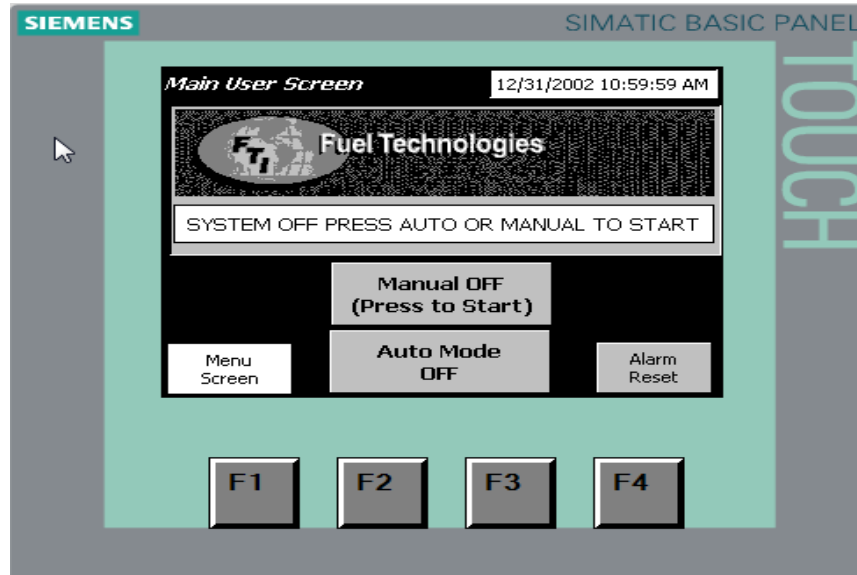 SIEMENS
SIMATIC BASIC PANEL
TOUCH
Main User Screen
12/31/2002 10:59:59 AM
FTI
Fuel Technologies
SYSTEM OFF PRESS AUTO OR MANUAL TO START
Manual OFF
(Press to Start)
Menu
Screen
Auto Mode
OFF
Alarm
Reset
F1
F2
F3
F4